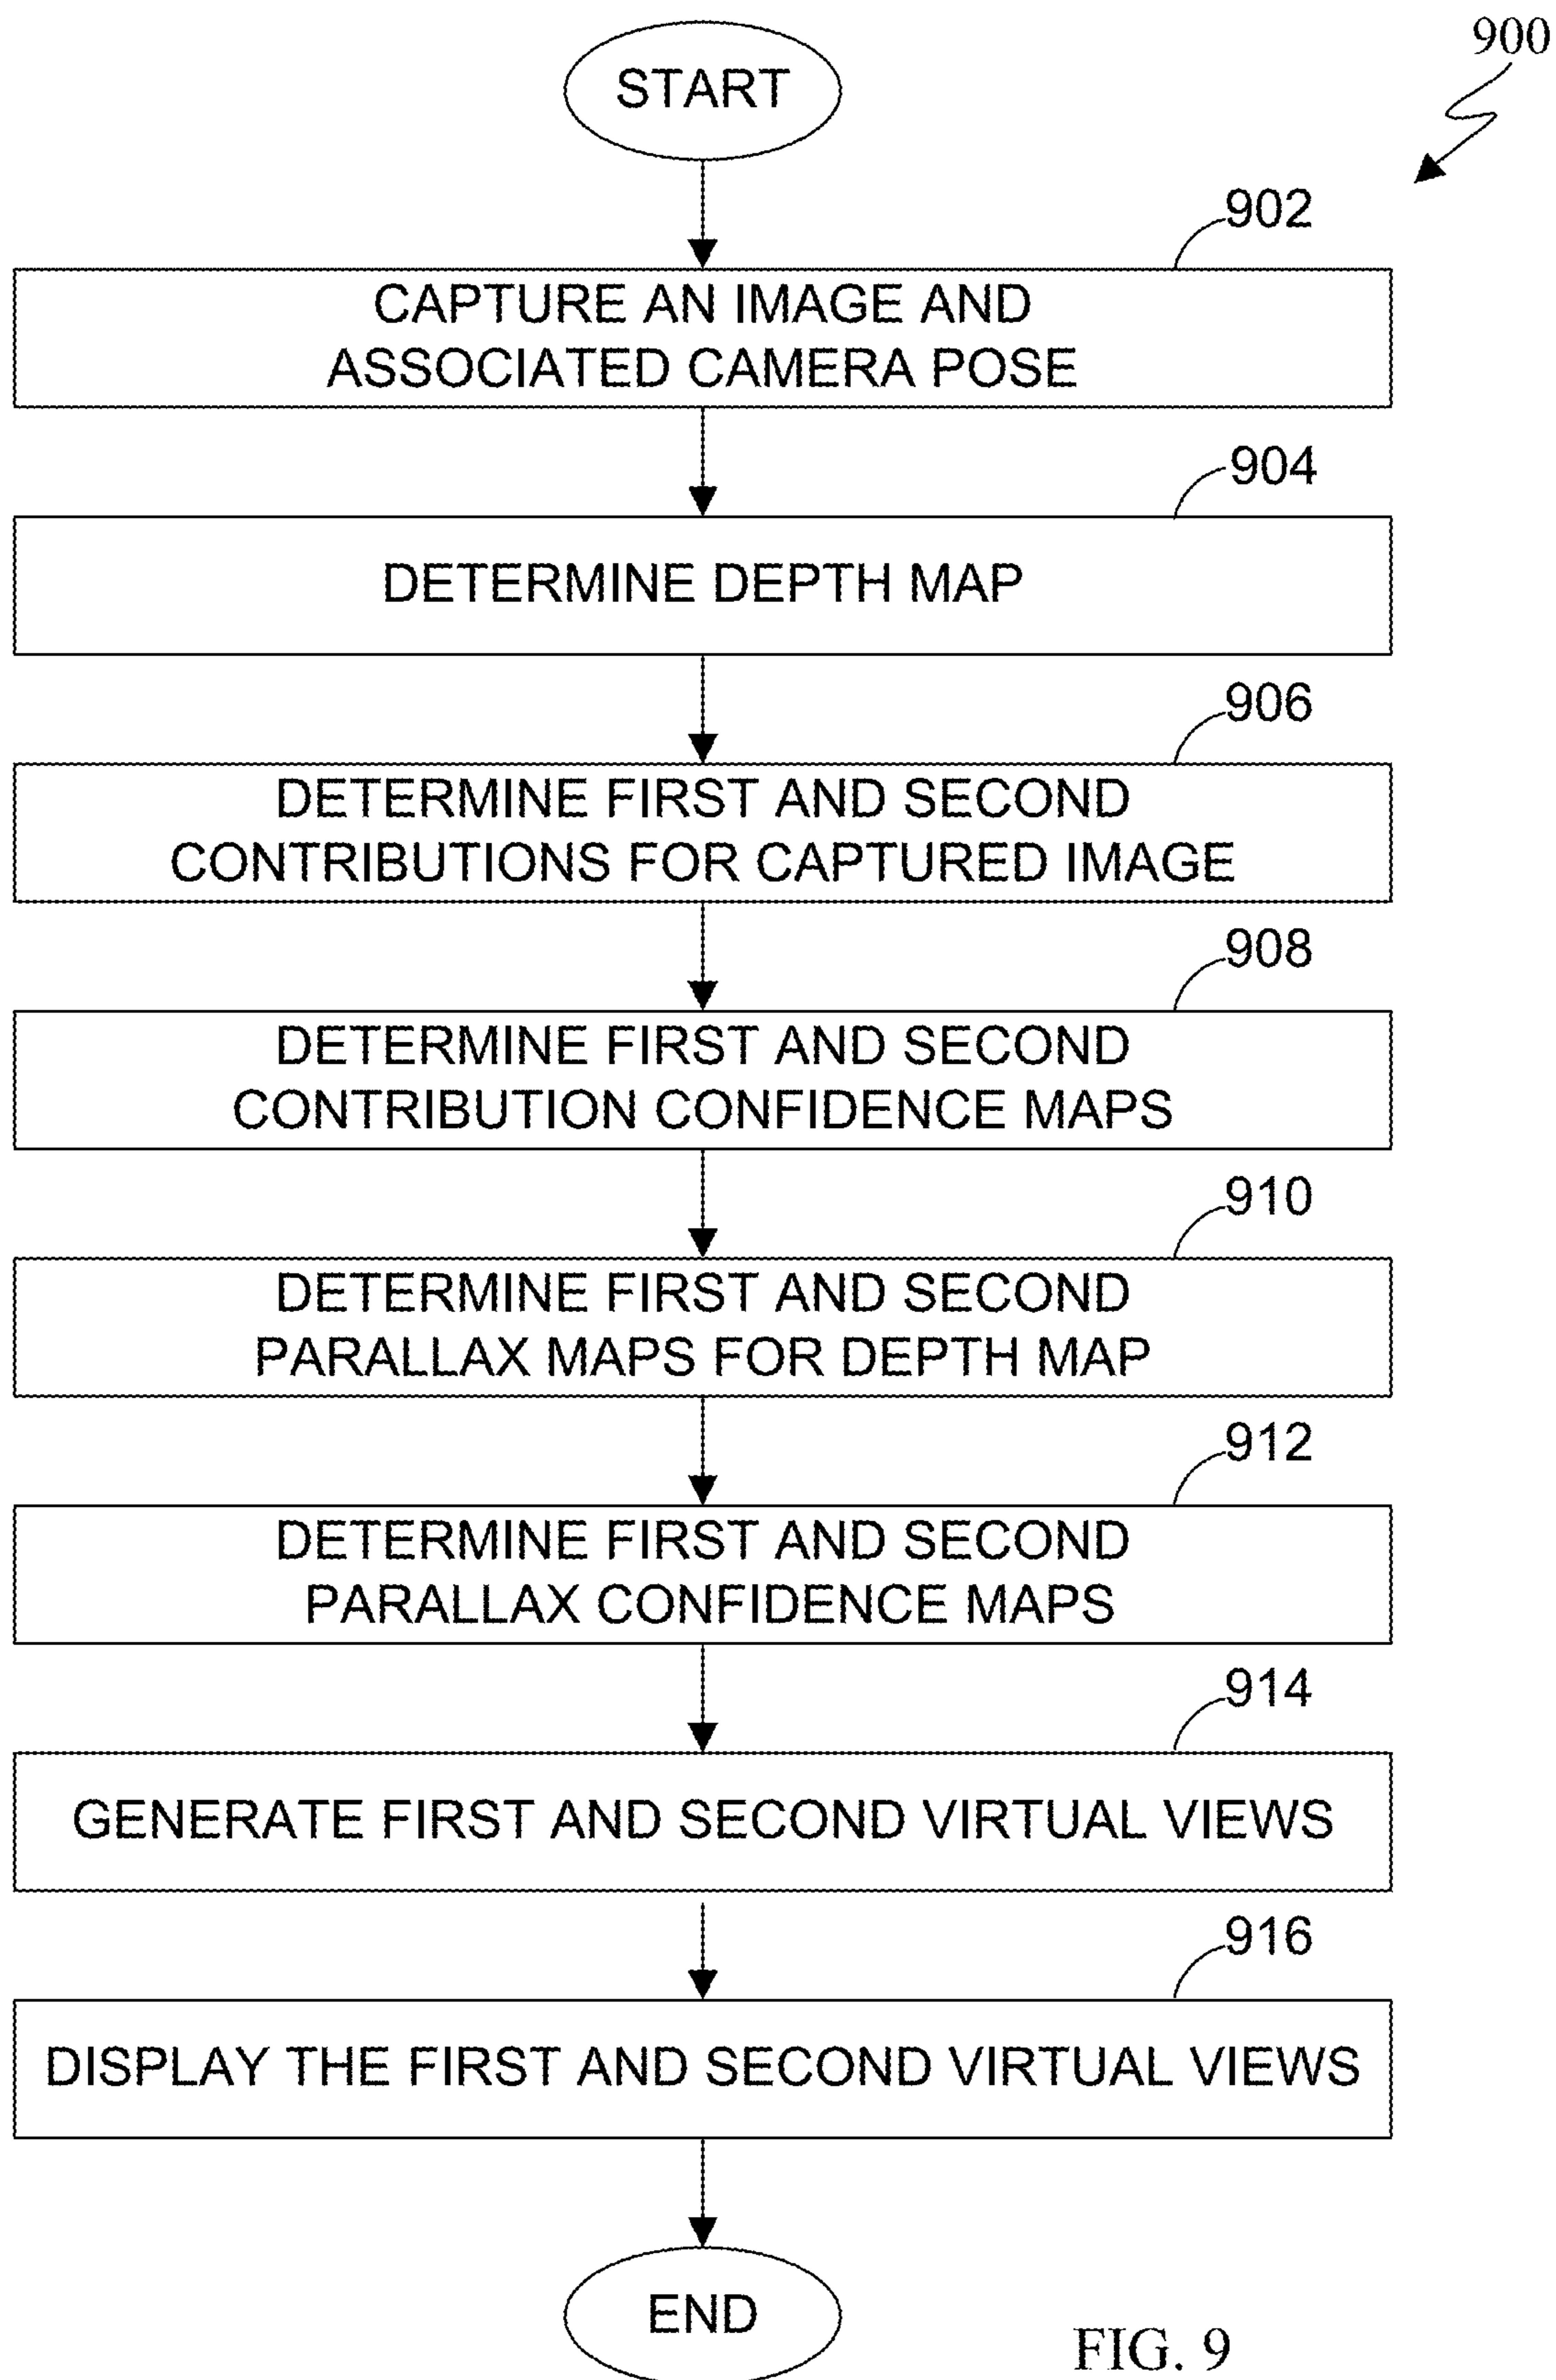 900
START
902
CAPTURE AN IMAGE AND
ASSOCIATED CAMERA POSE
904
DETERMINE DEPTH MAP
906
DETERMINE FIRST AND SECOND
CONTRIBUTIONS FOR CAPTURED IMAGE
908
DETERMINE FIRST AND SECOND
CONTRIBUTION CONFIDENCE MAPS
910
DETERMINE FIRST AND SECOND
PARALLAX MAPS FOR DEPTH MAP
912
DETERMINE FIRST AND SECOND
PARALLAX CONFIDENCE MAPS
914
GENERATE FIRST AND SECOND VIRTUAL VIEWS
916
DISPLAY THE FIRST AND SECOND VIRTUAL VIEWS
END
FIG. 9